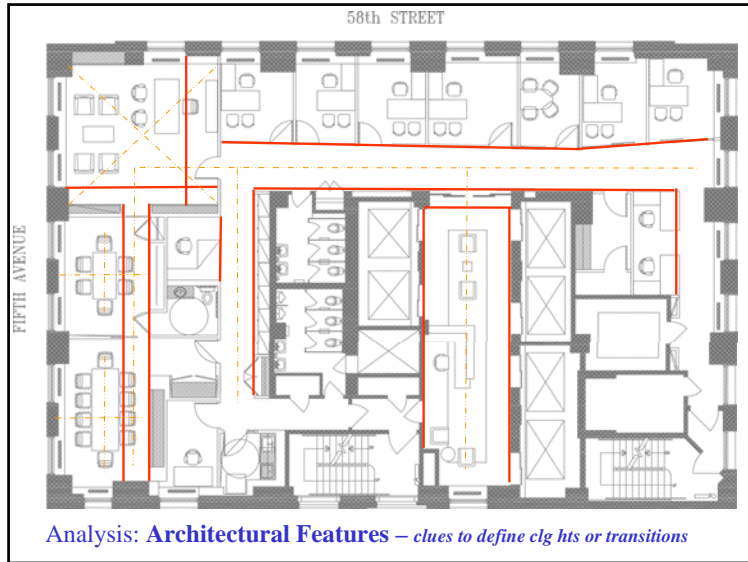 58th STREET
FIFTH AVENUE
Analysis: Architectural Features – clues to define clg hts or transitions